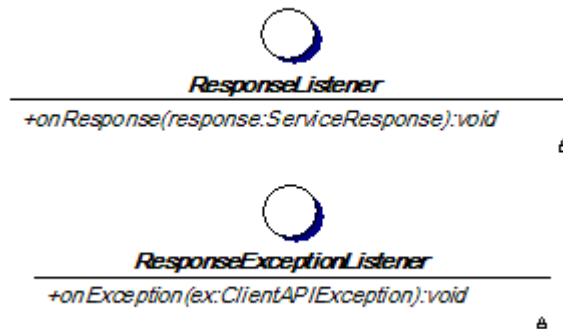 ResponseListener
+onResponse(response:ServiceResponse):void
ResponseExceptionListener
+onException(ex:ClientAPIException):void